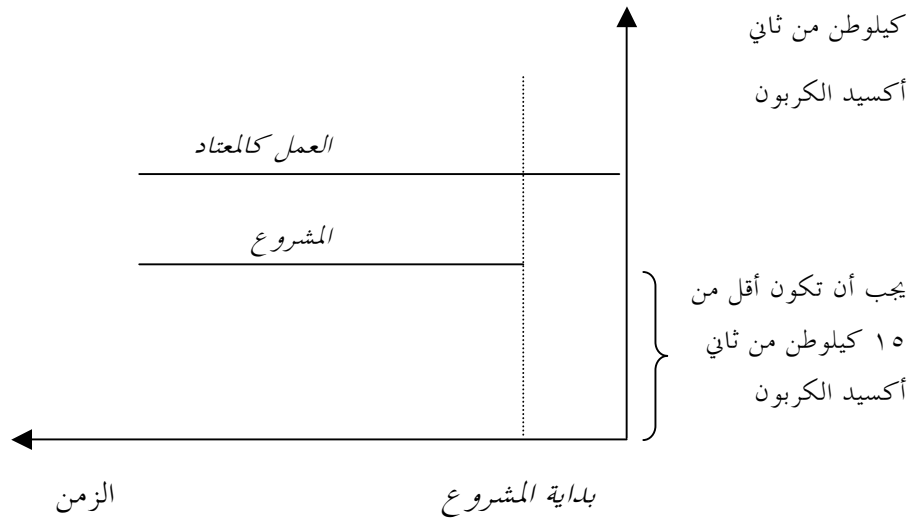 كيلوطن من ثاني
أكسيد الكربون
العمل كالمعتاد
المشروع
يجب أن تكون أقل من
١٥ كيلوطن من ثاني
أكسيد الكربون
بداية المشروع
الزمن